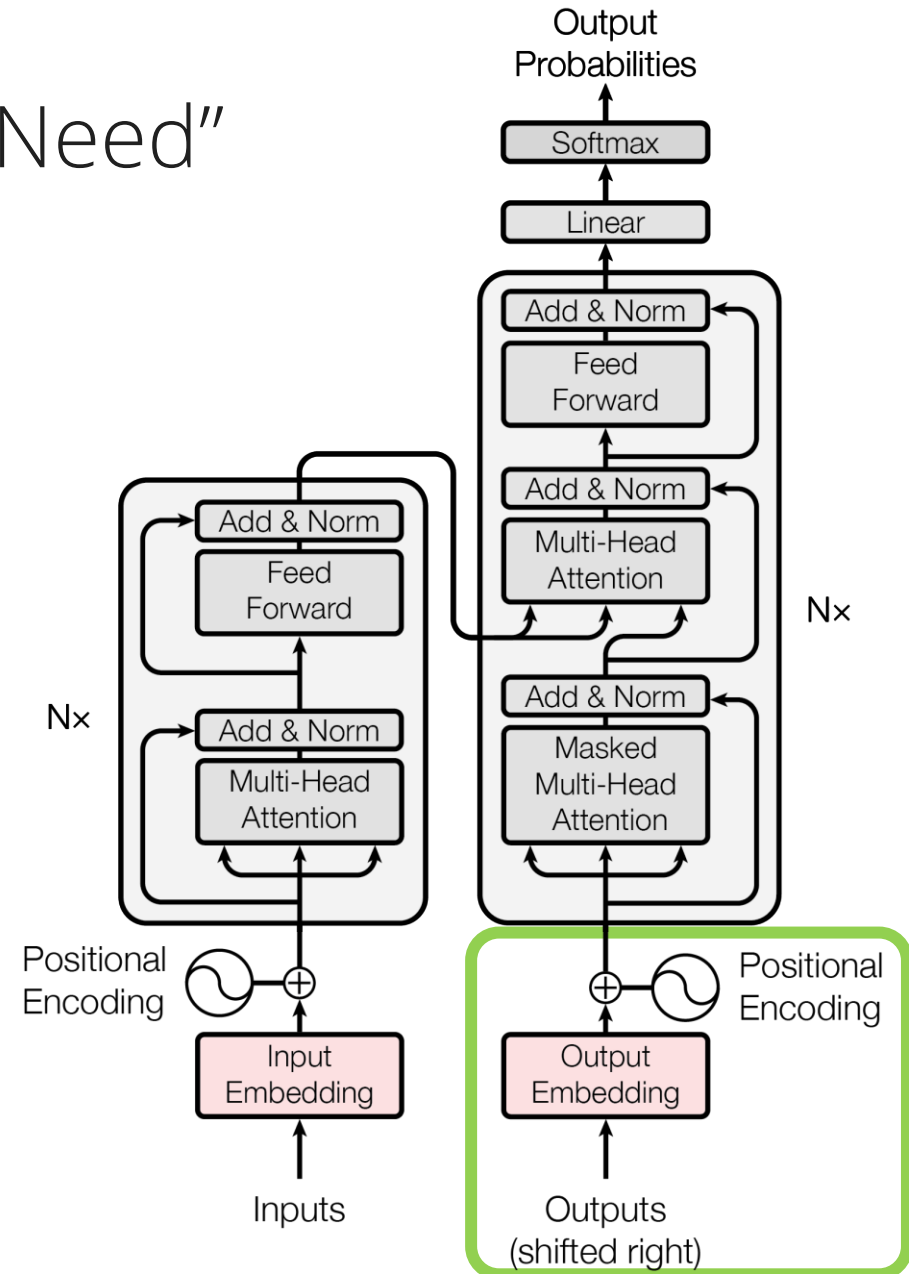 Need”
Output
Probabilities
Softmax
Linear
Add & Norm
Feed
Forward
Add & Norm
Multi-Head
Attention
Nx
Add & Norm
Masked
Multi-Head
Attention
Add & Norm
Feed
Forward
Nx
Add & Norm
Multi-Head
Attention
Positional
Encoding
Positional
Encoding
Input
Embedding
Output
Embedding
Inputs
Outputs
(shifted right)